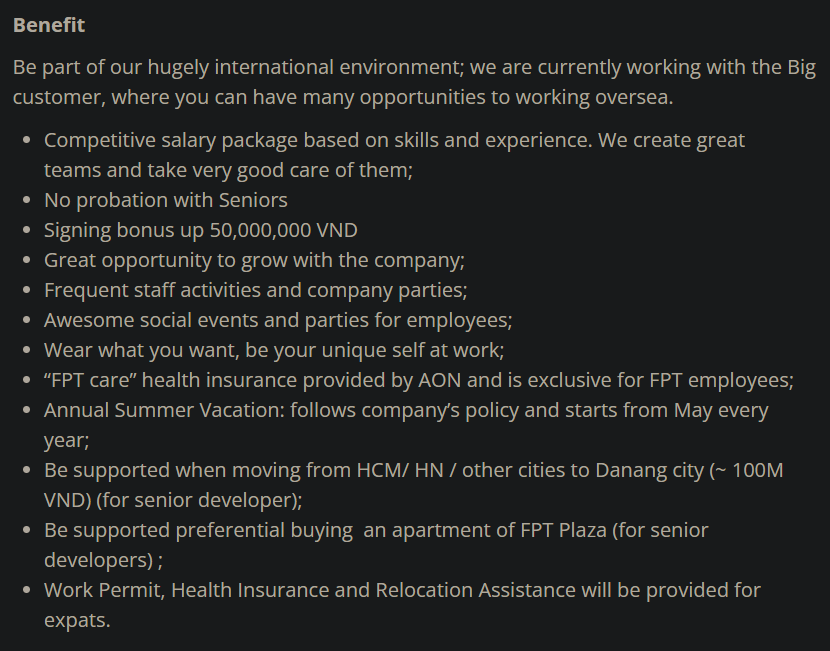 Benefit
Be part of our hugely international environment; we are currently working with the Big
customer, where you can have many opportunities to working oversea.
• Competitive salary package based on skills and experience. We create great
teams and take very good care of them;
• No probation with Seniors
• Signing bonus up 50,000,000 VND
• Great opportunity to grow with the company;
• Frequent staff activities and company parties;
• Awesome social events and parties for employees;
• Wear what you want, be your unique self at work;
• “FPT care” health insurance provided by AON and is exclusive for FPT employees;
• Annual Summer Vacation: follows company’s policy and starts from May every
year;
• Be supported when moving from HCM/ HN / other cities to Danang city (~ 100M
VND) (for senior developer);
• Be supported preferential buying  an apartment of FPT Plaza (for senior
developers) ;
• Work Permit, Health Insurance and Relocation Assistance will be provided for
expats.